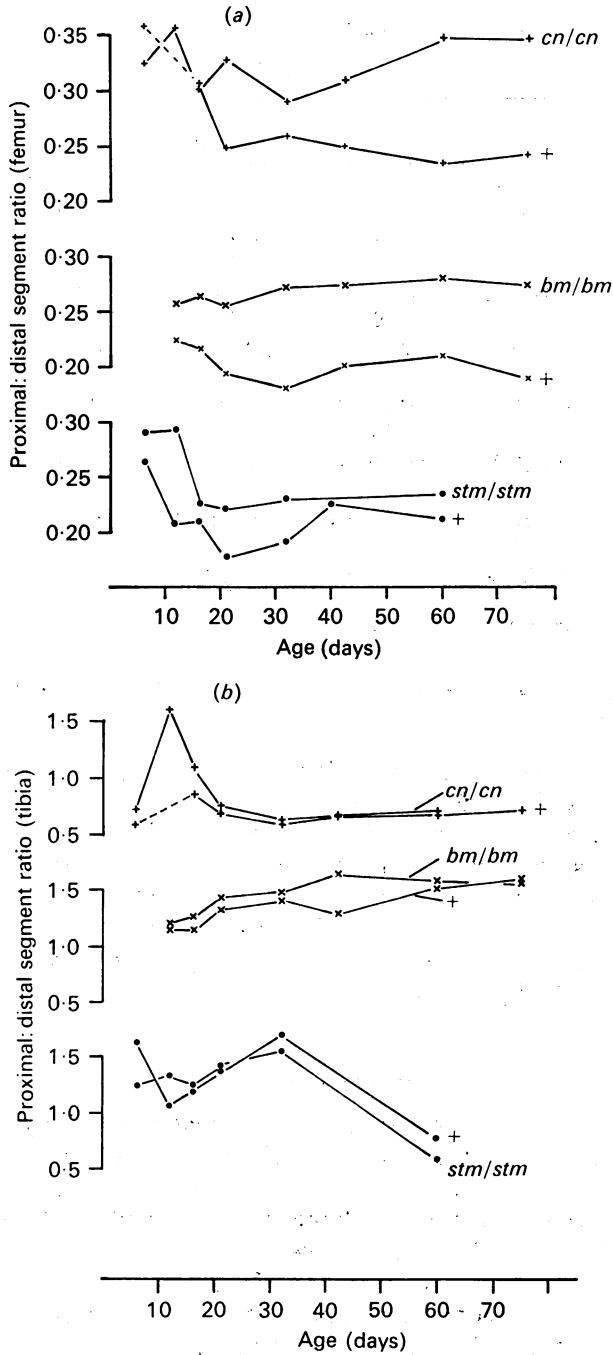 (a)
Proximal: distal segment ratio (femur)
0·35
0·30
0·25
0·20
cn/cn
+
0·30
0·25
0·20
bm/bm
+
0·30
0·25
0·20
stm/stm
+
10 20 30 40 50 60 70
Age (days)
(b)
Proximal: distal segment ratio (tibia)
1·5
1·0
0·5
cn/cn
+
bm/bm
1·5
1·0
0·5
+
1·5
1·0
0·5
+
stm/stm
10 20 30 40 50 60 70
Age (days)